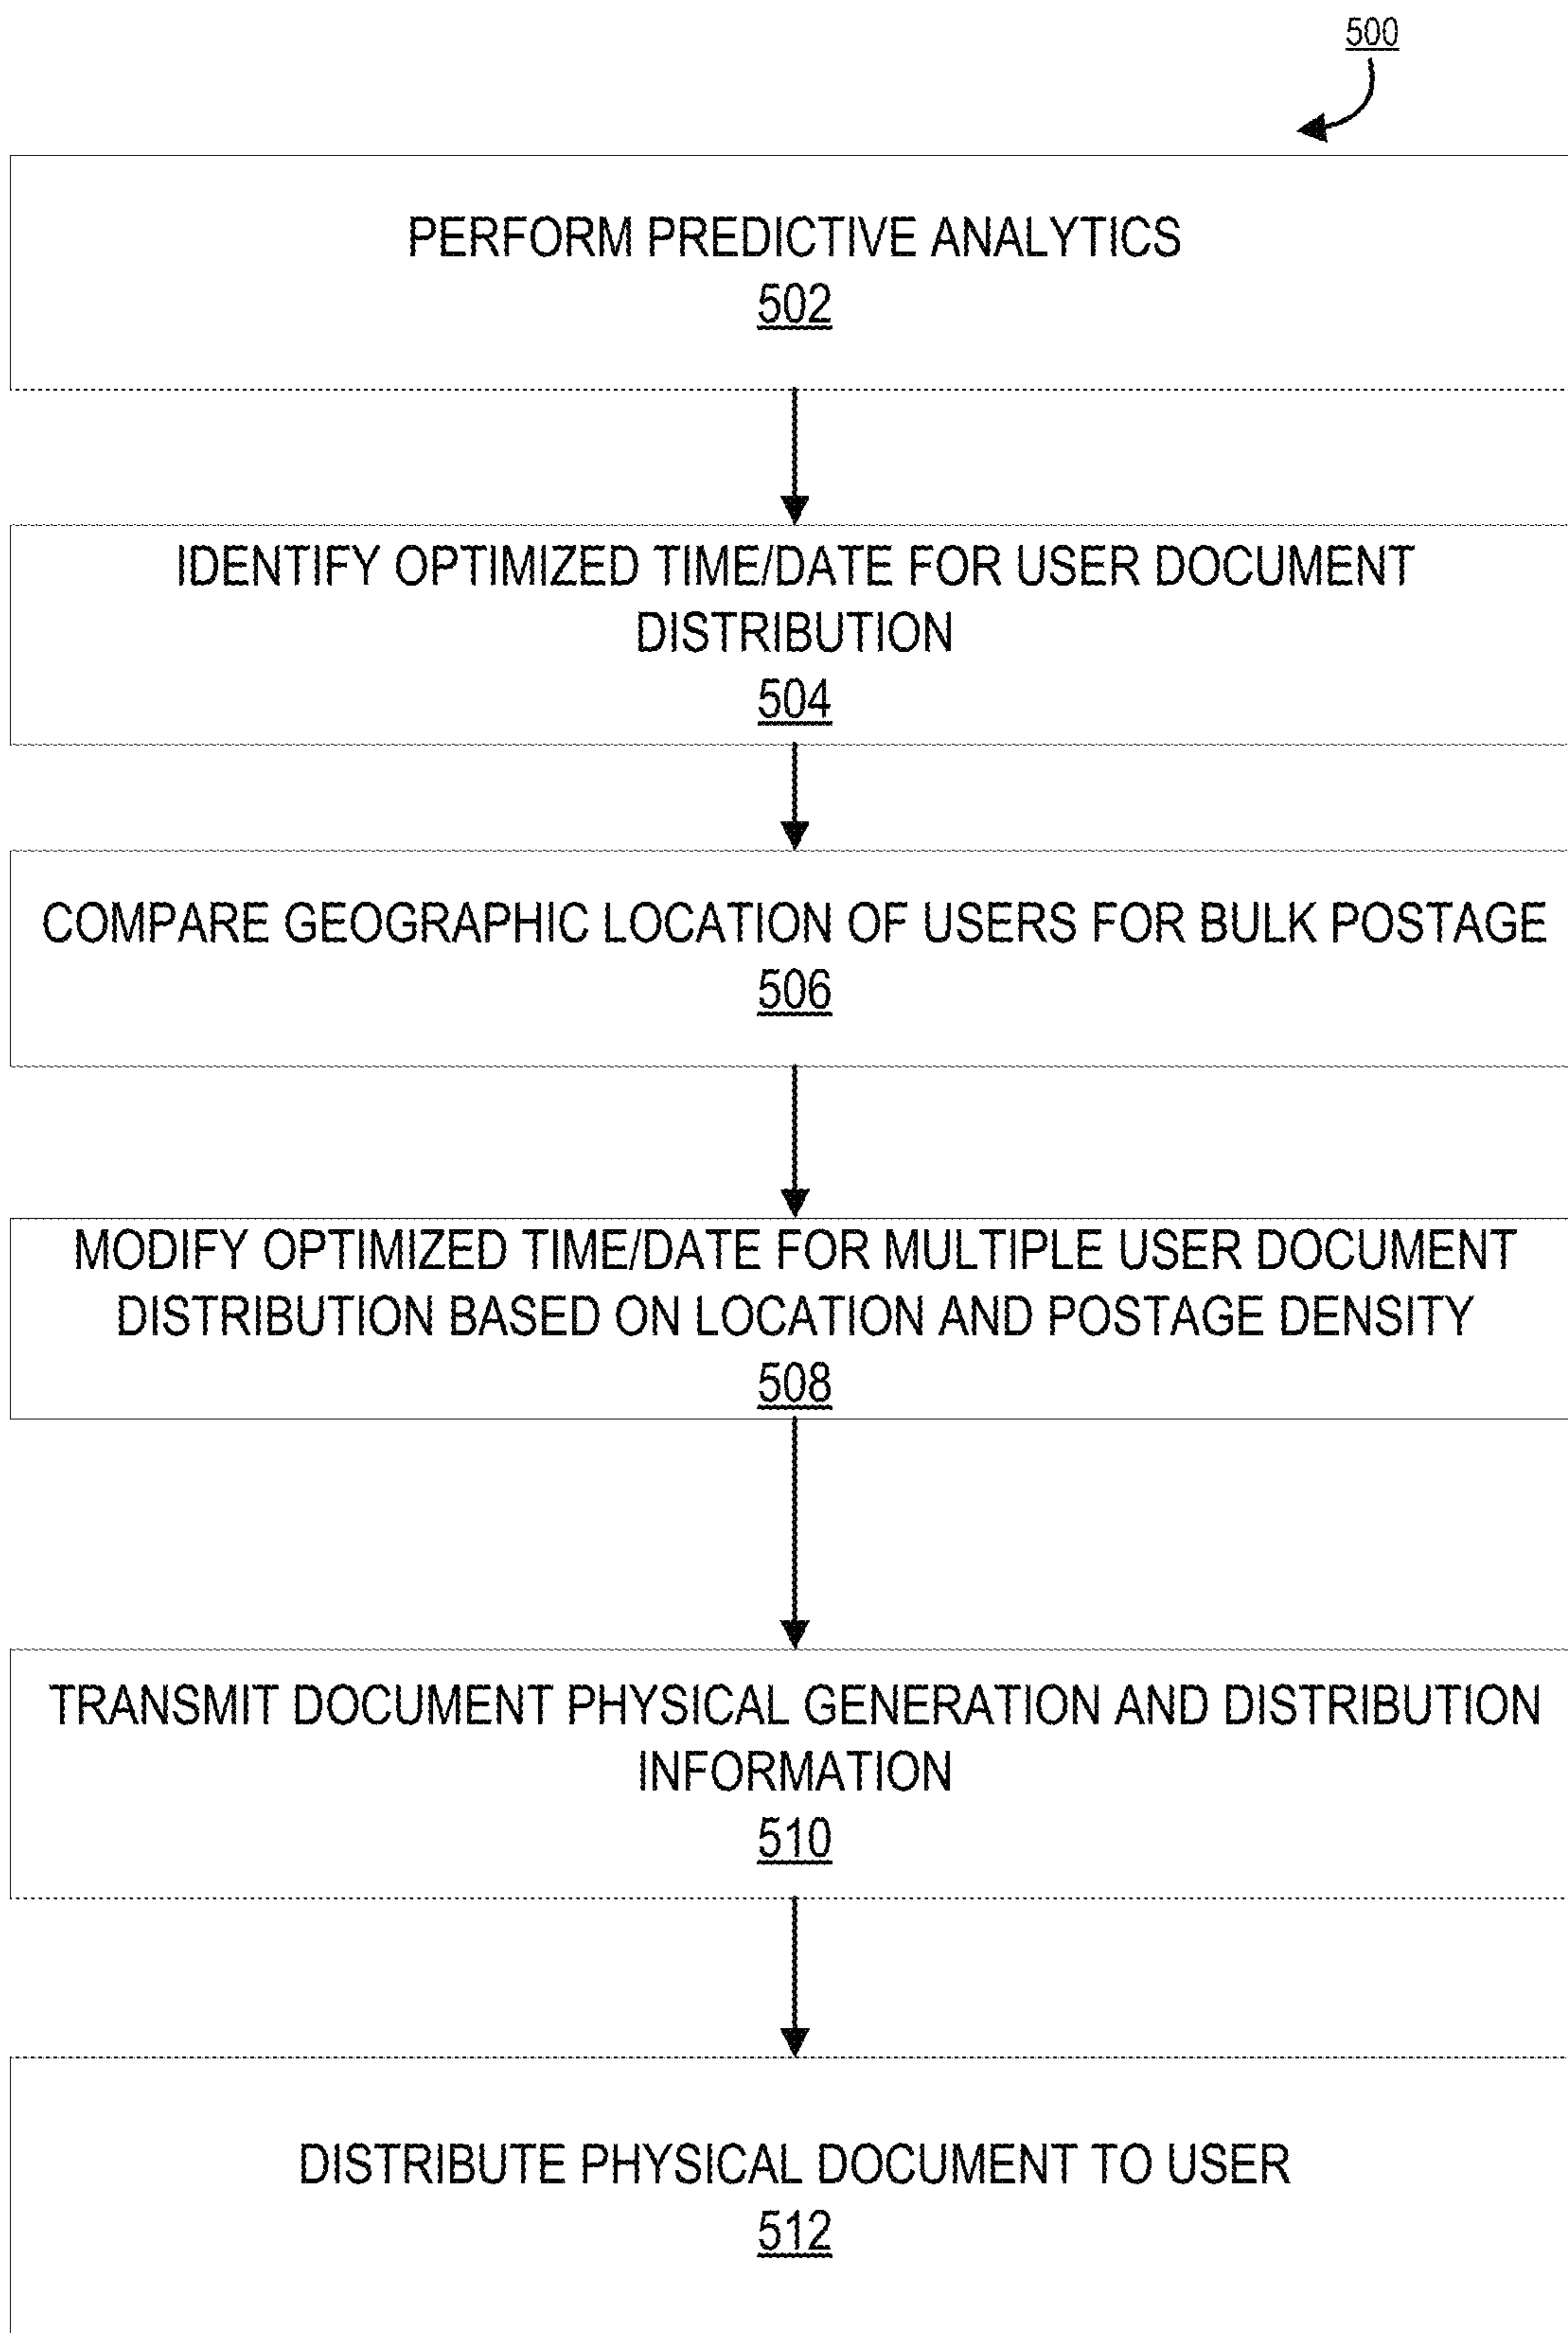 500
PERFORM PREDICTIVE ANALYTICS
502
IDENTIFY OPTIMIZED TIME/DATE FOR USER DOCUMENT
DISTRIBUTION
504
COMPARE GEOGRAPHIC LOCATION OF USERS FOR BULK POSTAGE
506
MODIFY OPTIMIZED TIME/DATE FOR MULTIPLE USER DOCUMENT
DISTRIBUTION BASED ON LOCATION AND POSTAGE DENSITY
508
TRANSMIT DOCUMENT PHYSICAL GENERATION AND DISTRIBUTION
INFORMATION
510
DISTRIBUTE PHYSICAL DOCUMENT TO USER
512